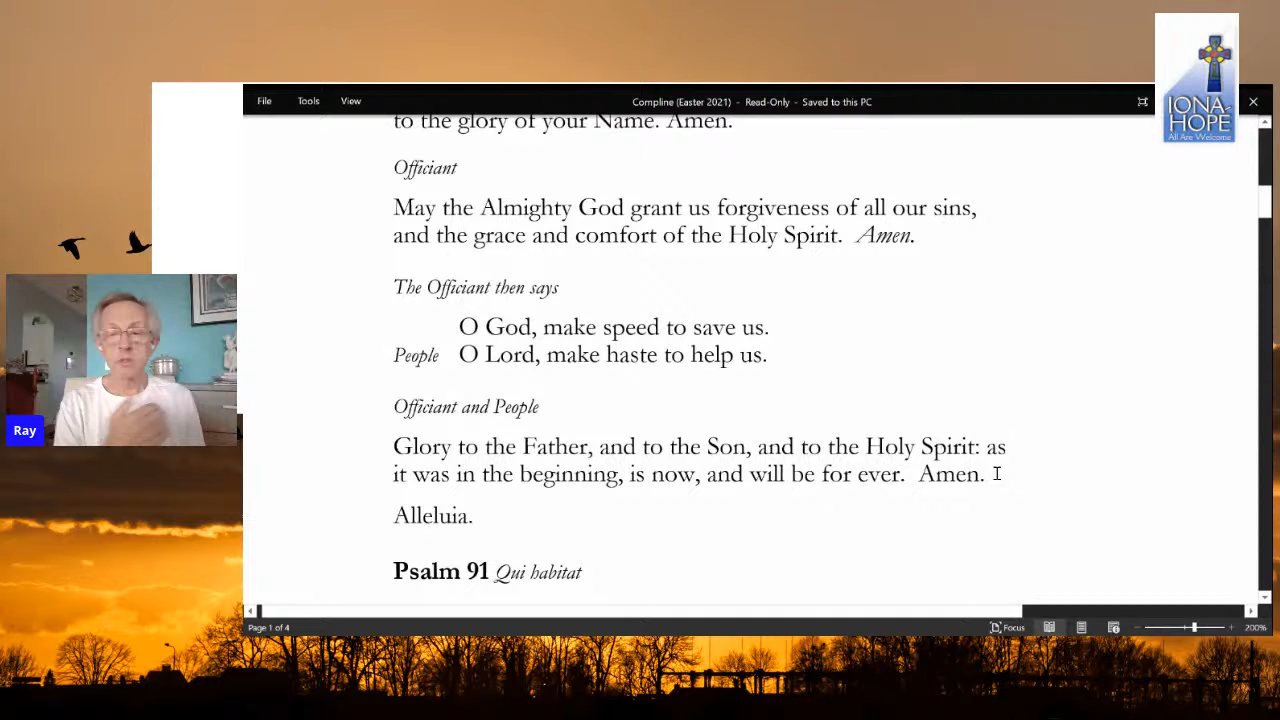 IONA-
HOPE
All Are Welcome
File Tools View Compline (Easter 2021) - Read-Only - Saved to this PC
to the glory of your Name. Amen.
Officiant
May the Almighty God grant us forgiveness of all our sins,
and the grace and comfort of the Holy Spirit. Amen.
The Officiant then says
O God, make speed to save us.
People O Lord, make haste to help us.
Officiant and People
Glory to the Father, and to the Son, and to the Holy Spirit: as
it was in the beginning, is now, and will be for ever. Amen.
Alleluia.
Psalm 91 Qui habitat
Ray
Page 1 of 4 Focus 200%